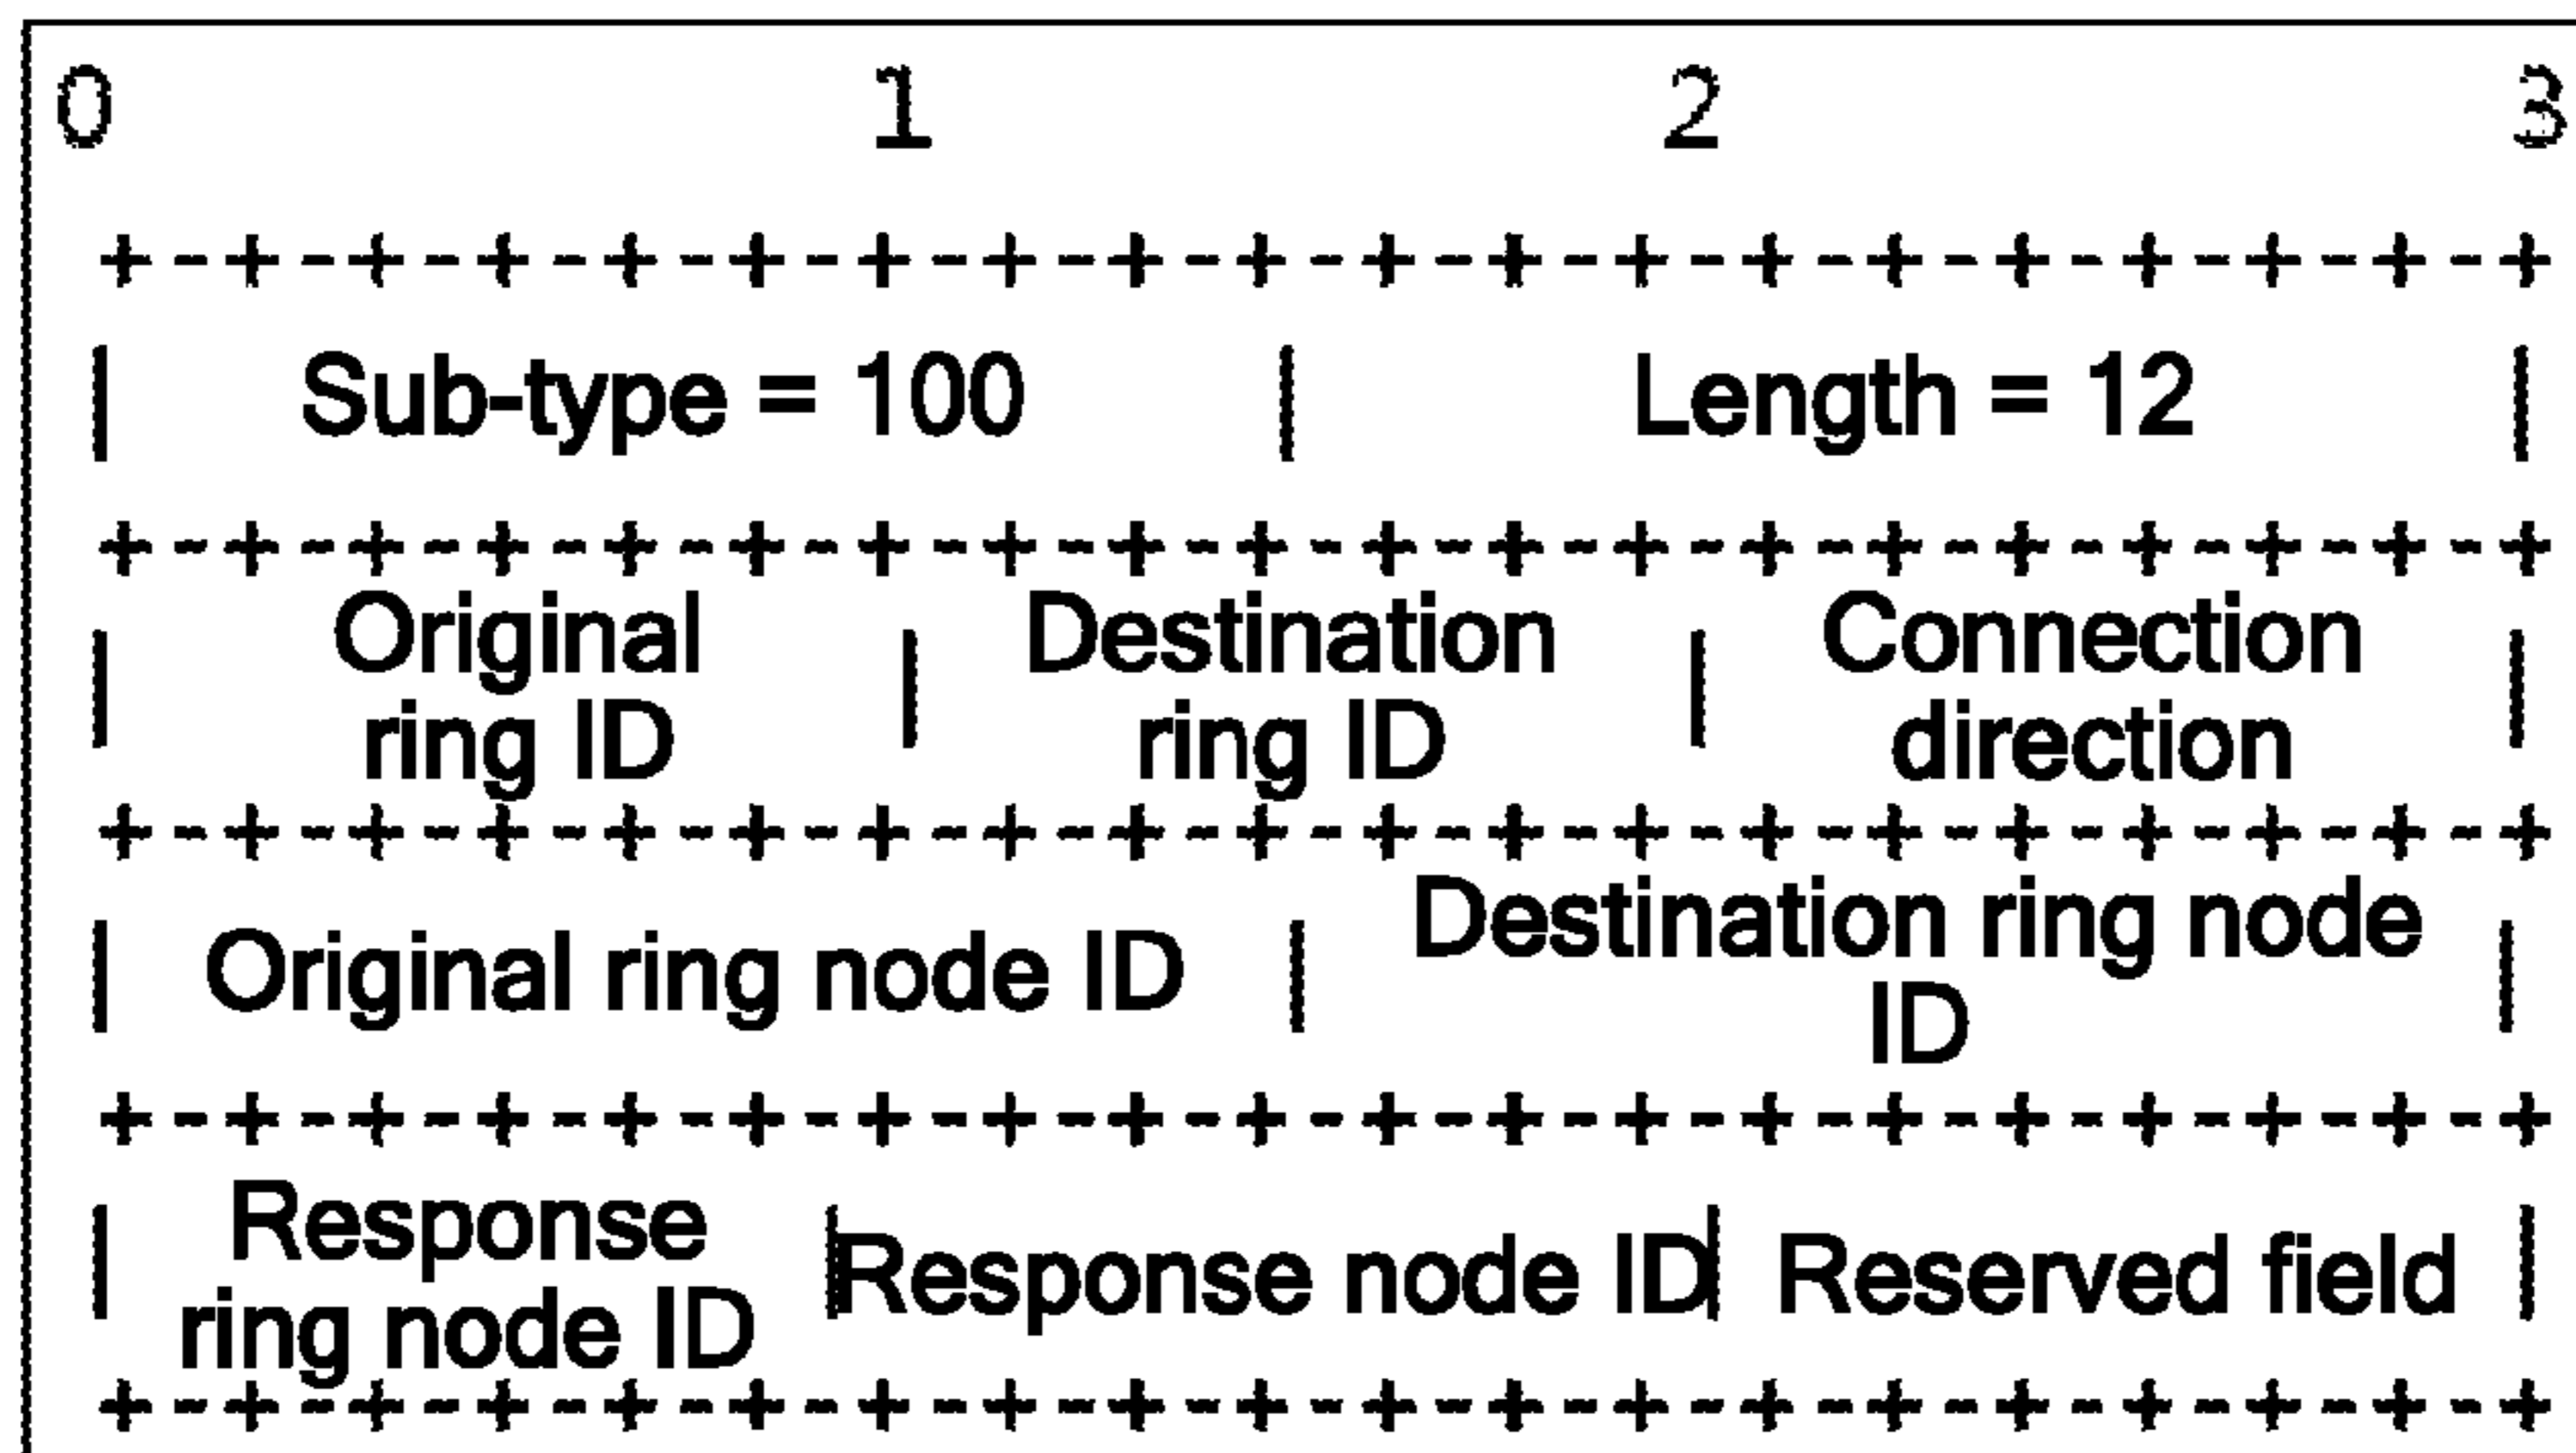 0 1 2 3
+-+-+-+-+-+-+-+-+-+-+-+-+-+-+-+-+-+-+-+
| Sub-type = 100 | Length = 12 |
+-+-+-+-+-+-+-+-+-+-+-+-+-+-+-+-+-+-+-+
Original Destination Connection
| ring ID | ring ID | direction |
+-+-+-+-+-+-+-+-+-+-+-+-+-+-+-+-+-+-+-+
| Original ring node ID | Destination ring node |
ID
+-+-+-+-+-+-+-+-+-+-+-+-+-+-+-+-+-+-+-+
Response
| ring node ID | Response node ID | Reserved field |
+-+-+-+-+-+-+-+-+-+-+-+-+-+-+-+-+-+-+-+